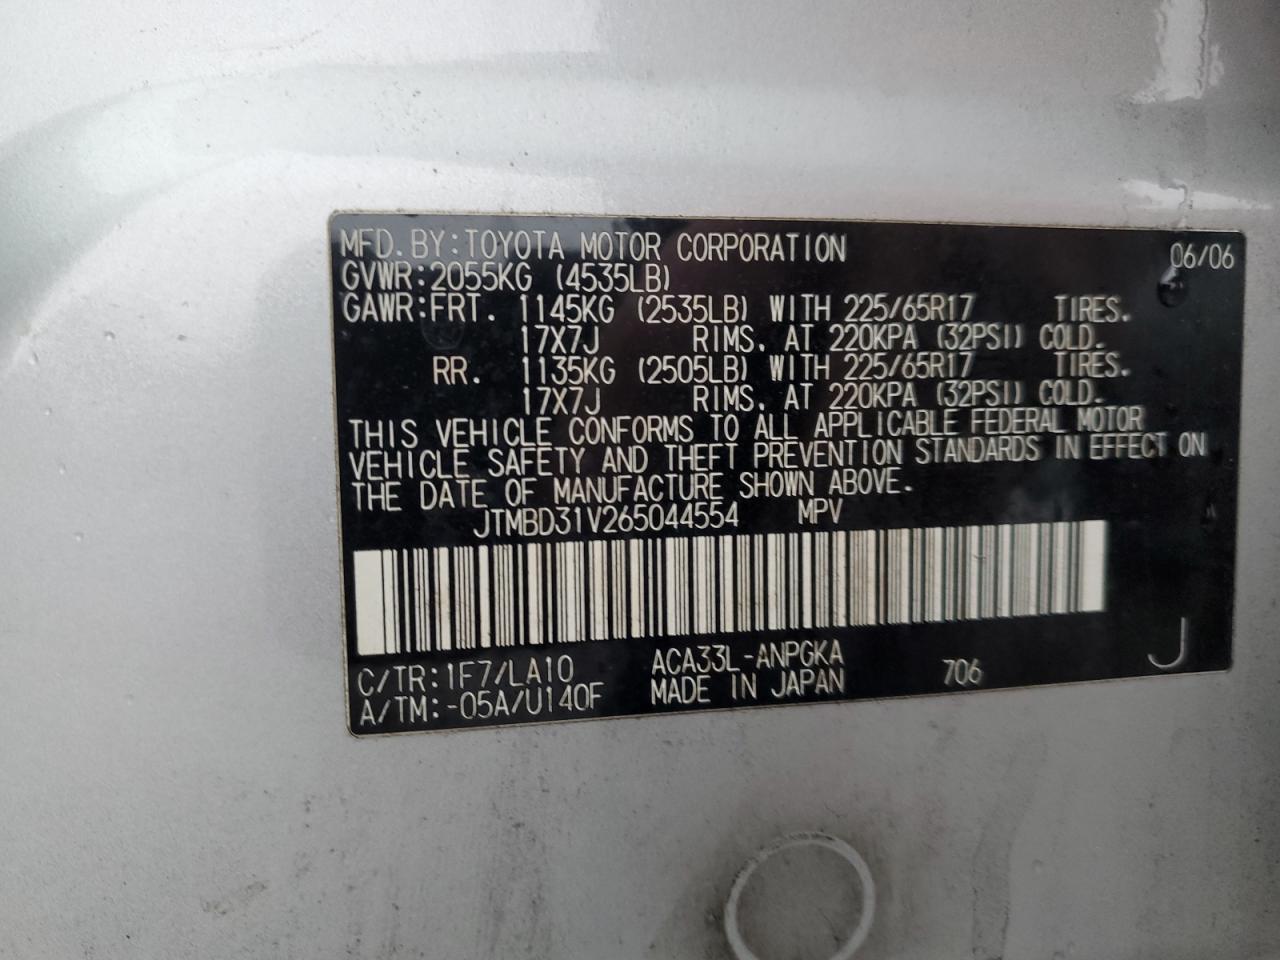 MFD. BY: TOYOTA MOTOR CORPORATION 06/06
GVWR: 2055KG (4535LB)
GAWR: FRT. 1145KG (2535LB) WITH 225/65R17 TIRES.
17X7J RIMS, AT 220KPA (32PSI) COLD.
RR. 1135KG (2505LB) WITH 225/65R17 TIRES.
17X7J RIMS, AT 220KPA (32PSI) COLD.
THIS VEHICLE CONFORMS TO ALL APPLICABLE FEDERAL MOTOR
VEHICLE SAFETY AND THEFT PREVENTION STANDARDS IN EFFECT ON
THE DATE OF MANUFACTURE SHOWN ABOVE.
JTMBD31V265044554 MPV
C/TR: 1F7/LA10 ACA33L-ANPGKA 706 J
A/TM: -05A/U140F MADE IN JAPAN